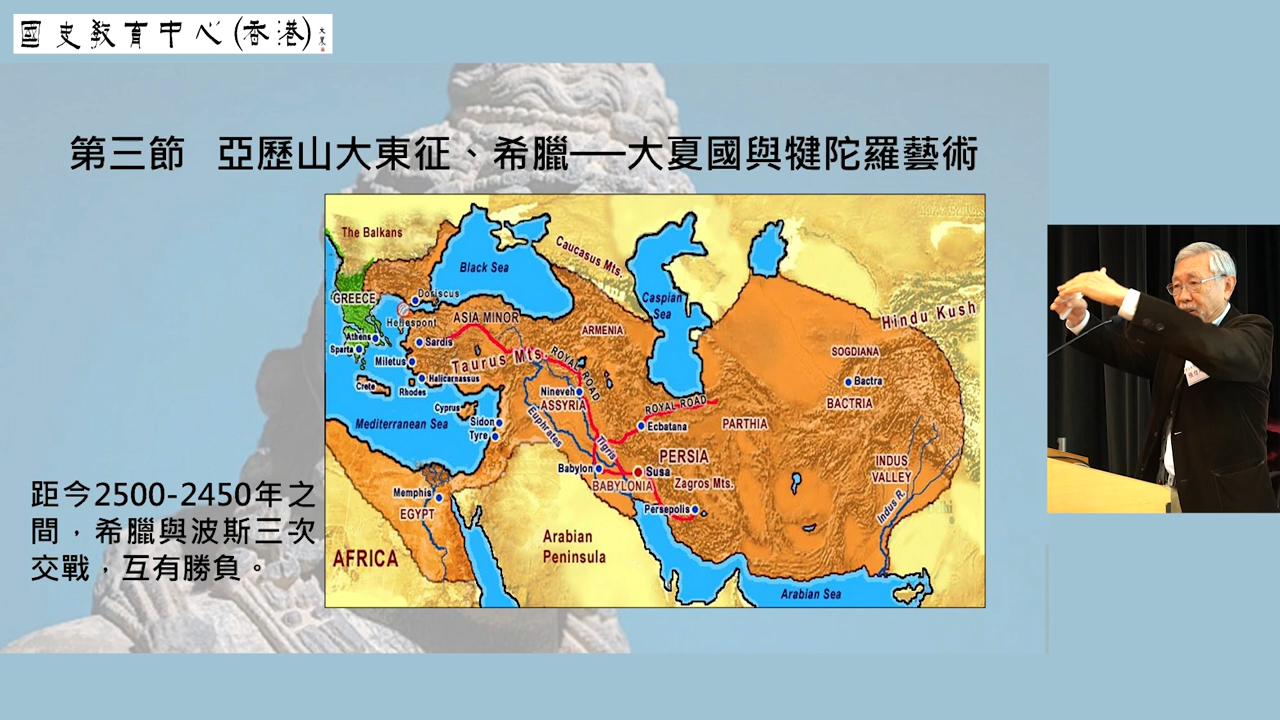 國史教育中心(香港)
第三節 亞歷山大東征、希臘──大夏國與犍陀羅藝術
The Balkans
Black Sea
Caucasus Mts.
Caspian
Sea
GREECE
Doriscus
Hellespont
ASIA MINOR
ARMENIA
Hindu Kush
Athens
Sparta
Sardis
Miletus
Taurus Mts.
ROYAL ROAD
SOGDIANA
Crete
Rhodes
Halicarnassus
Nineveh
ASSYRIA
Bactra
BACTRIA
Cyprus
Sidon
Tyre
Mediterranean Sea
Euphrates
Tigris
ROYAL ROAD
Ecbatana
PARTHIA
PERSIA
Babylon
Susa
BABYLONIA
Zagros Mts.
INDUS
VALLEY
Indus R.
Memphis
EGYPT
Persepolis
AFRICA
Arabian
Peninsula
Arabian Sea
距今2500-2450年之
間，希臘與波斯三次
交戰，互有勝負。